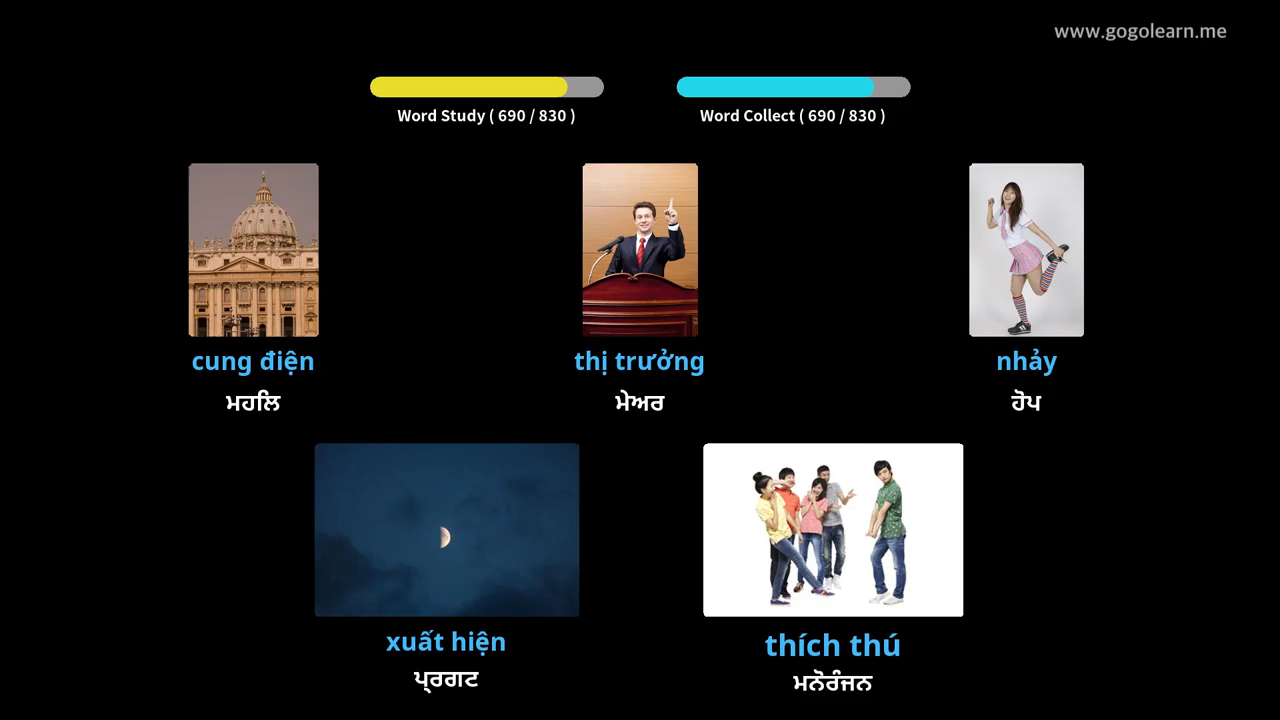 www.gogolearn.me
Word Study ( 690 / 830 )
Word Collect ( 690 / 830 )
cung điện
ਮਹਲਿ
thị trưởng
ਮੇਅਰ
nhảy
ਹੋਪ
xuất hiện
ਪ੍ਰਗਟ
thích thú
ਮਨੋਰੰਜਨ